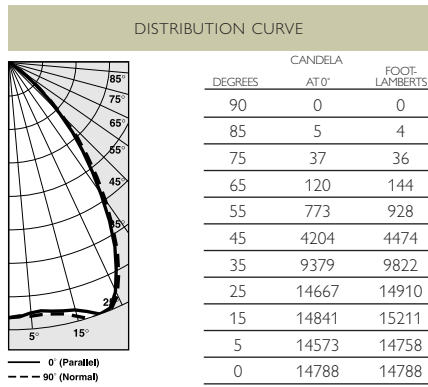 DISTRIBUTION CURVE
85°
75°
65°
55°
45°
35°
5°
15°
0° (Parallel)
90° (Normal)
CANDELA
FOOT-
DEGREES AT 0° LAMBERTS
90 0 0
85 5 4
75 37 36
65 120 144
55 773 928
45 4204 4474
35 9379 9822
25 14667 14910
15 14841 15211
5 14573 14758
0 14788 14788